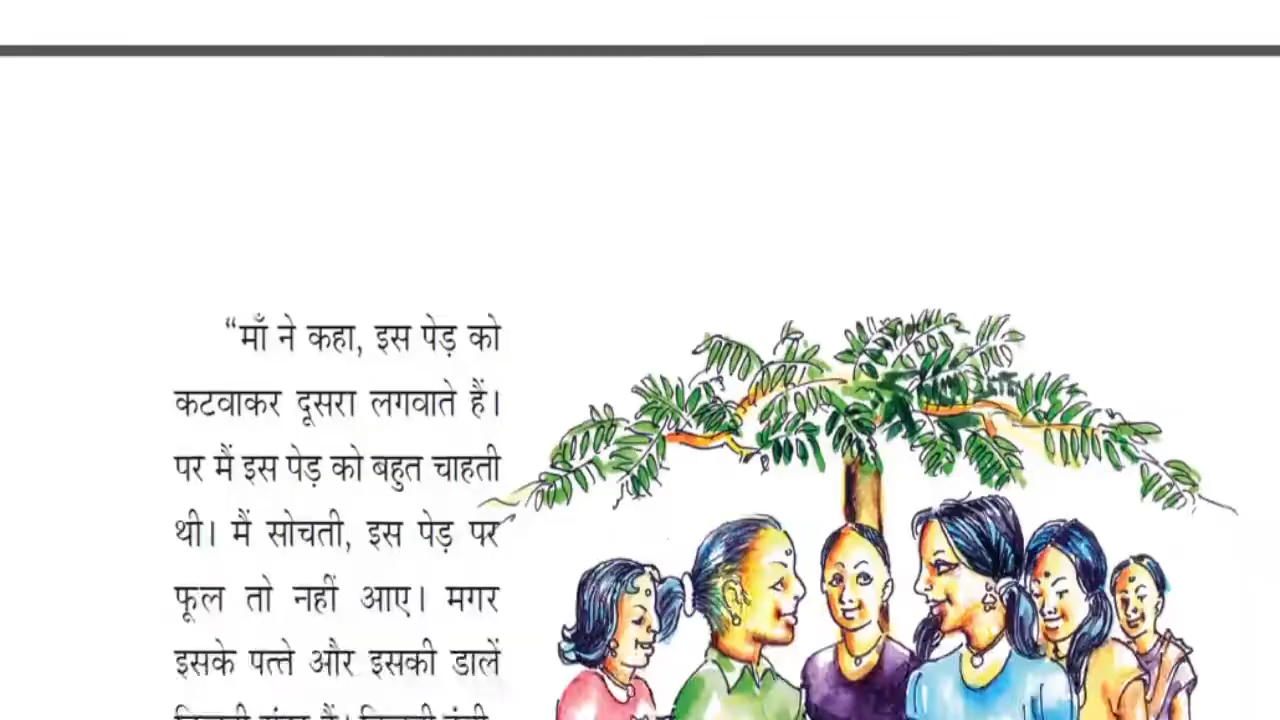 “माँ ने कहा, इस पेड़ को
कटवाकर दूसरा लगवाते हैं।
पर मैं इस पेड़ को बहुत चाहती
थी। मैं सोचती, इस पेड़ पर
फूल तो नहीं आए। मगर
इसके पत्ते और इसकी डालें